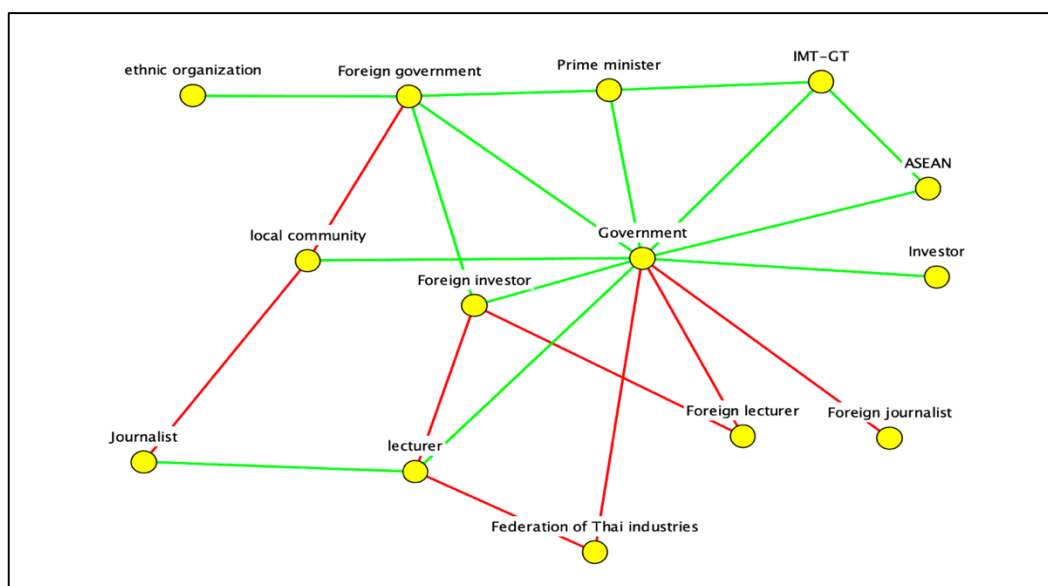 IMT-GT
Prime minister
ethnic organization
Foreign government
ASEAN
local community
Government
Investor
Foreign investor
Foreign lecturer
Foreign journalist
Journalist
lecturer
Federation of Thai industries